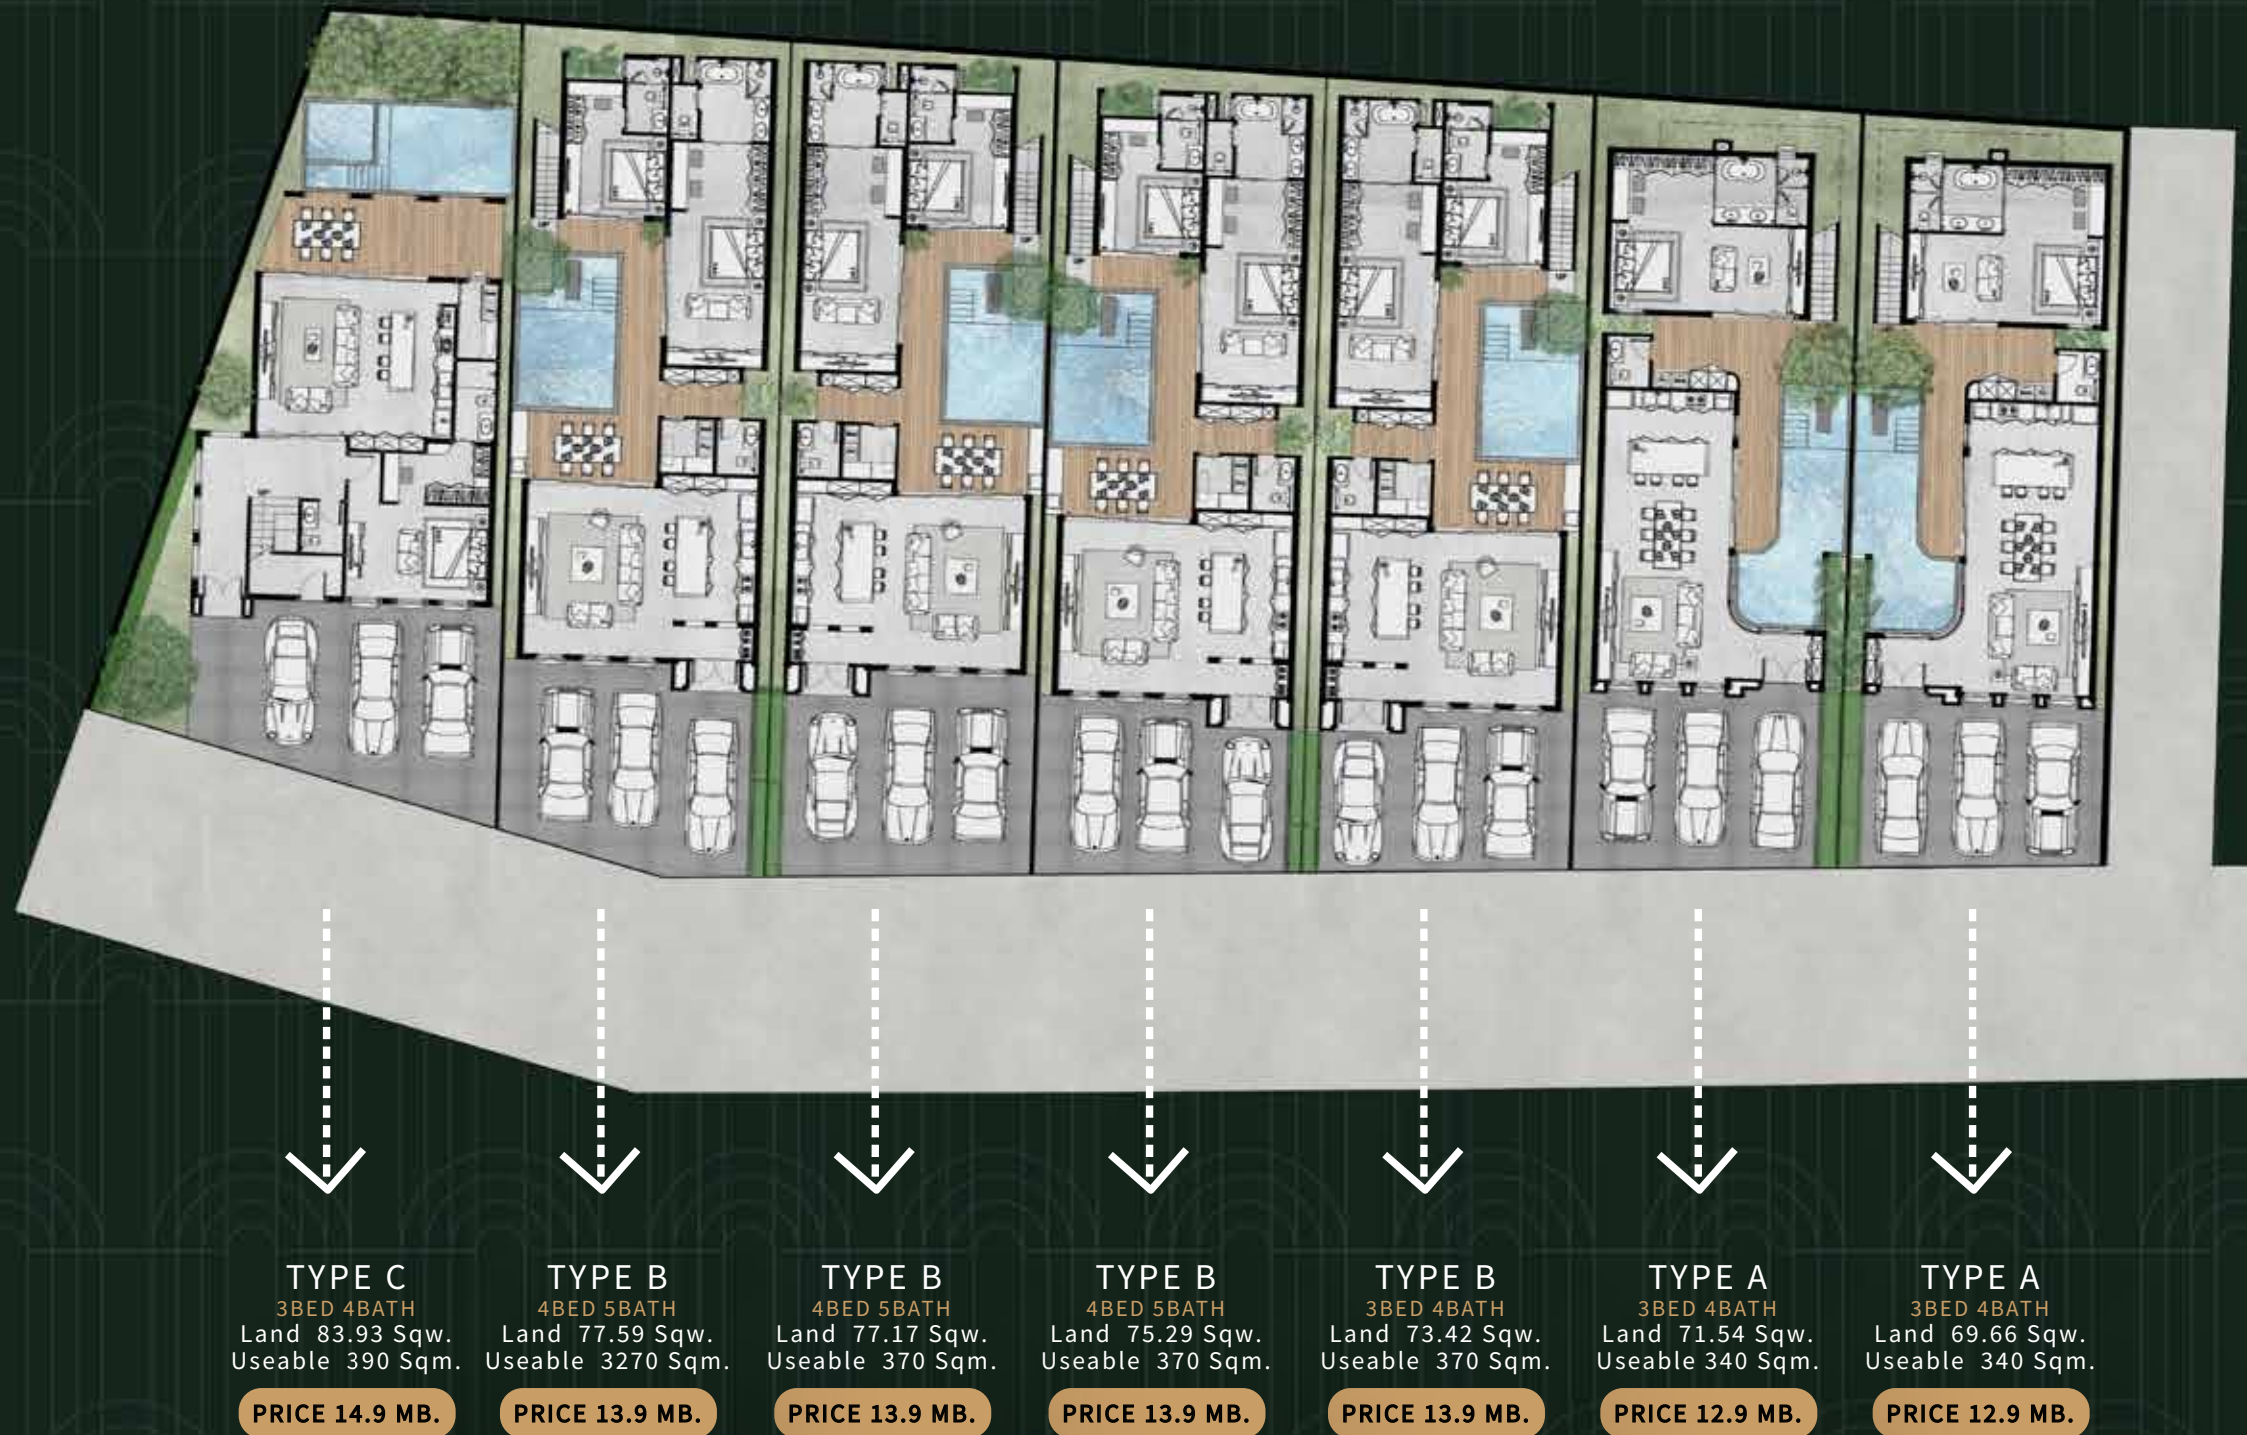 TYPE C
3BED 4BATH
Land 83.93 Sqw.
Useable 390 Sqm.
PRICE 14.9 MB.
TYPE B
4BED 5BATH
Land 77.59 Sqw.
Useable 3270 Sqm.
PRICE 13.9 MB.
TYPE B
4BED 5BATH
Land 77.17 Sqw.
Useable 370 Sqm.
PRICE 13.9 MB.
TYPE B
4BED 5BATH
Land 75.29 Sqw.
Useable 370 Sqm.
PRICE 13.9 MB.
TYPE B
3BED 4BATH
Land 73.42 Sqw.
Useable 370 Sqm.
PRICE 13.9 MB.
TYPE A
3BED 4BATH
Land 71.54 Sqw.
Useable 340 Sqm.
PRICE 12.9 MB.
TYPE A
3BED 4BATH
Land 69.66 Sqw.
Useable 340 Sqm.
PRICE 12.9 MB.